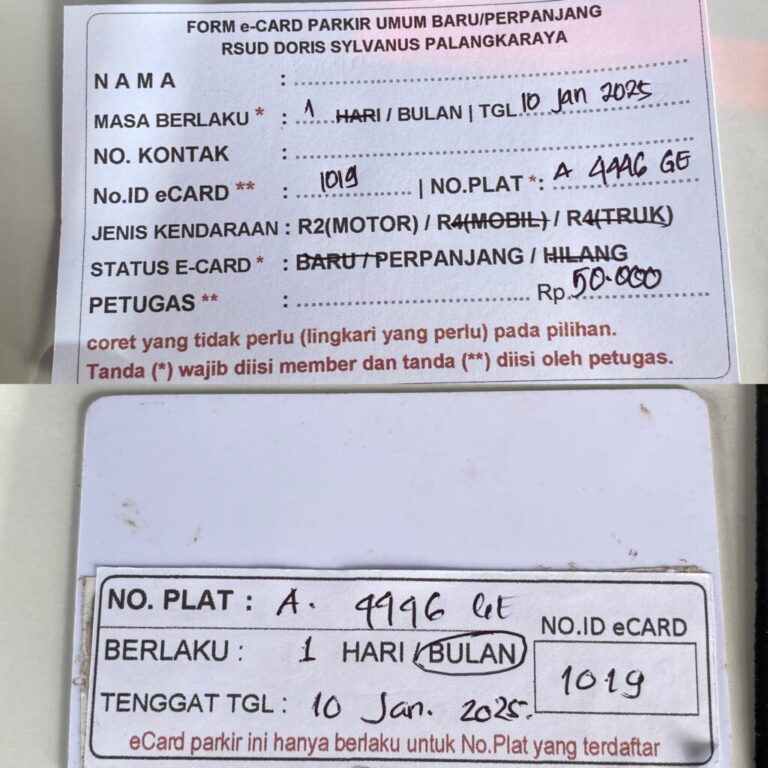 FORM e-CARD PARKIR UMUM BARU/PERPANJANG
RSUD DORIS SYLVANUS PALANGKARAYA
NAMA :
MASA BERLAKU * : 1 HARI / BULAN | TGL 10 Jan 2025
NO. KONTAK :
No.ID eCARD ** : 1019 | NO.PLAT *: A 4446 GE
JENIS KENDARAAN : R2(MOTOR) / R4(MOBIL) / R4(TRUK)
STATUS E-CARD * : BARU / PERPANJANG / HILANG
PETUGAS ** : Rp. 50.000
coret yang tidak perlu (lingkari yang perlu) pada pilihan.
Tanda (*) wajib diisi member dan tanda (**) diisi oleh petugas.
NO. PLAT : A. 4446 GE
BERLAKU : 1 HARI / BULAN
NO.ID eCARD
1019
TENGGAT TGL : 10 Jan. 2025.
eCard parkir ini hanya berlaku untuk No.Plat yang terdaftar